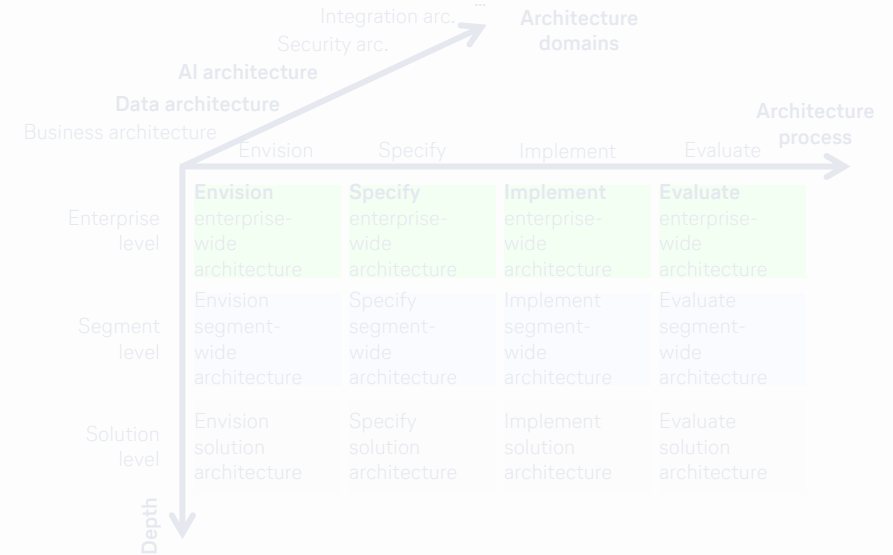 ...
Integration arc.
Architecture
domains
Security arc.
AI architecture
Data architecture
Business architecture
Architecture
process
Envision
Specify
Implement
Evaluate
Enterprise
level
Envision
enterprise-
wide
architecture
Specify
enterprise-
wide
architecture
Implement
enterprise-
wide
architecture
Evaluate
enterprise-
wide
architecture
Segment
level
Envision
segment-
wide
architecture
Specify
segment-
wide
architecture
Implement
segment-
wide
architecture
Evaluate
segment-
wide
architecture
Solution
level
Envision
solution
architecture
Specify
solution
architecture
Implement
solution
architecture
Evaluate
solution
architecture
Depth